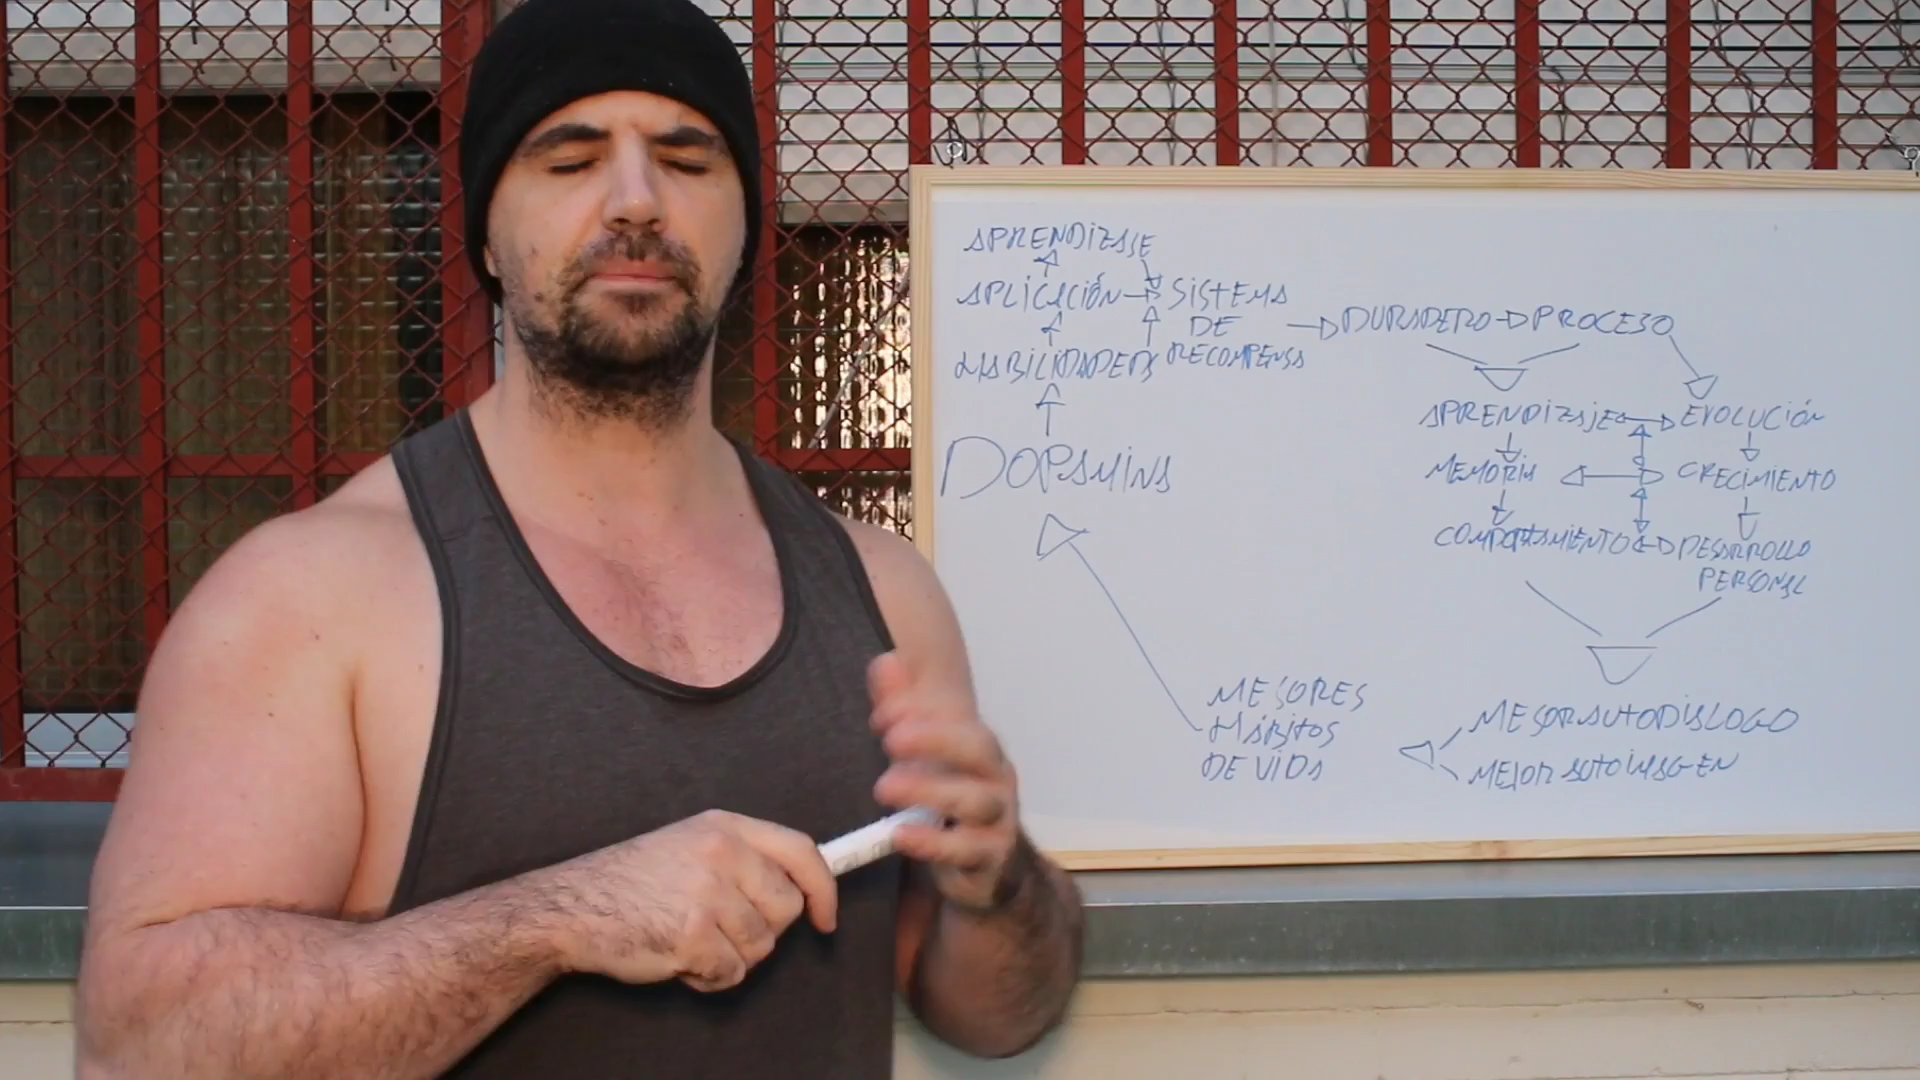 APRENDIZAJE
APLICACIÓN
HABILIDADES
SISTEMA
DE
RECOMPENSA
DURADERO
PROCESO
APRENDIZAJE
EVOLUCIÓN
MEMORIA
CRECIMIENTO
COMPORTAMIENTO
DESARROLLO
PERSONAL
DOPAMINA
MEJORES
HÁBITOS
DE VIDA
MEJOR AUTODIALOGO
MEJOR AUTOIMAGEN